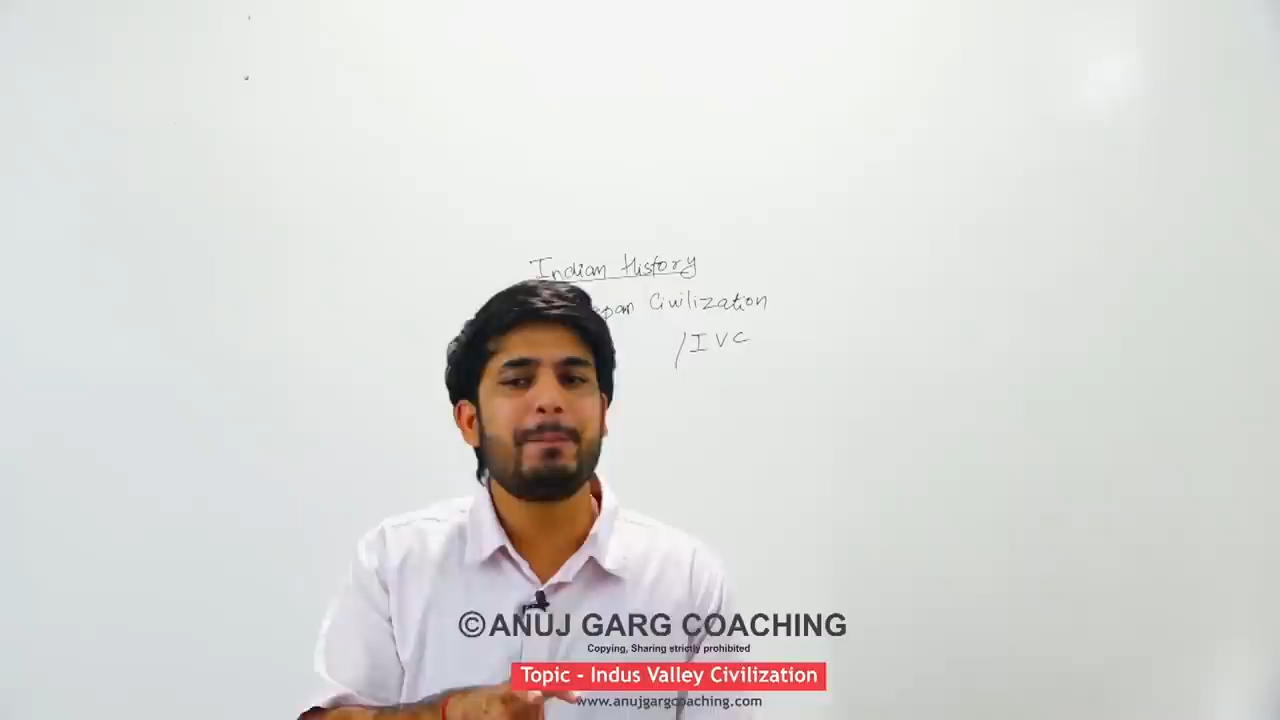 Indian History
Civilization
/IVC
©ANUJ GARG COACHING
Copying, Sharing strictly prohibited
Topic - Indus Valley Civilization
www.anujgargcoaching.com